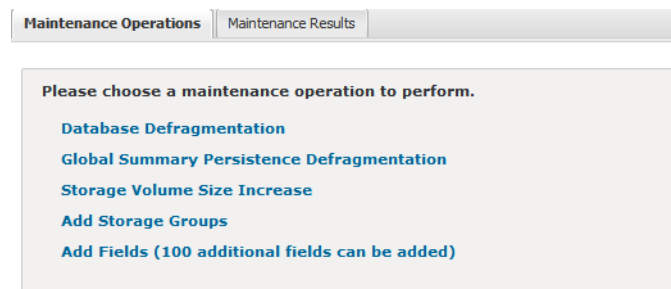 Maintenance Operations Maintenance Results
Please choose a maintenance operation to perform.
Database Defragmentation
Global Summary Persistence Defragmentation
Storage Volume Size Increase
Add Storage Groups
Add Fields (100 additional fields can be added)